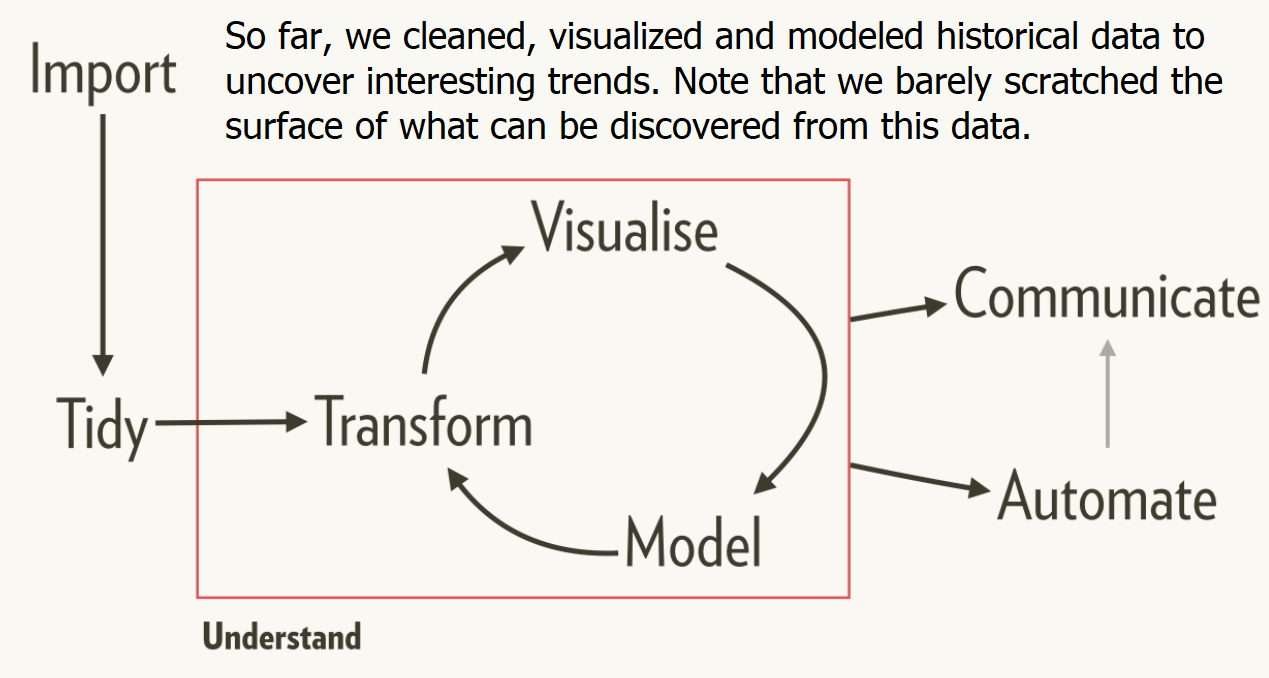 So far, we cleaned, visualized and modeled historical data to
uncover interesting trends. Note that we barely scratched the
surface of what can be discovered from this data.
Import
Visualise
Communicate
Tidy
Transform
Automate
Model
Understand